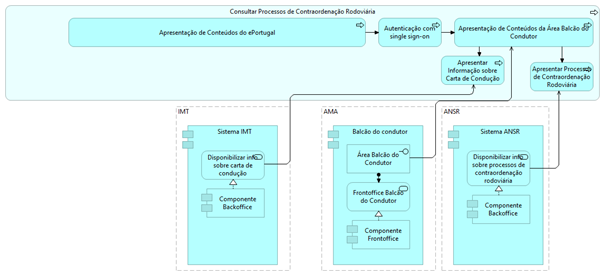 Consultar Processos de Contraordenação Rodoviária
Apresentação de Conteúdos do ePortugal
Autenticação com
single sign-on
Apresentação de Conteúdos da Área Balcão do
Condutor
Apresentar
Informação sobre
Carta de Condução
Apresentar Process
de Contraordenação
Rodoviária
IMT
Sistema IMT
Disponibilizar info
sobre carta de
condução
Componente
Backoffice
AMA
Balcão do condutor
Área Balcão do
Condutor
Frontoffice Balcão
do Condutor
Componente
Frontoffice
ANSR
Sistema ANSR
Disponibilizar info
sobre processos de
contraordenação
rodoviária
Componente
Backoffice